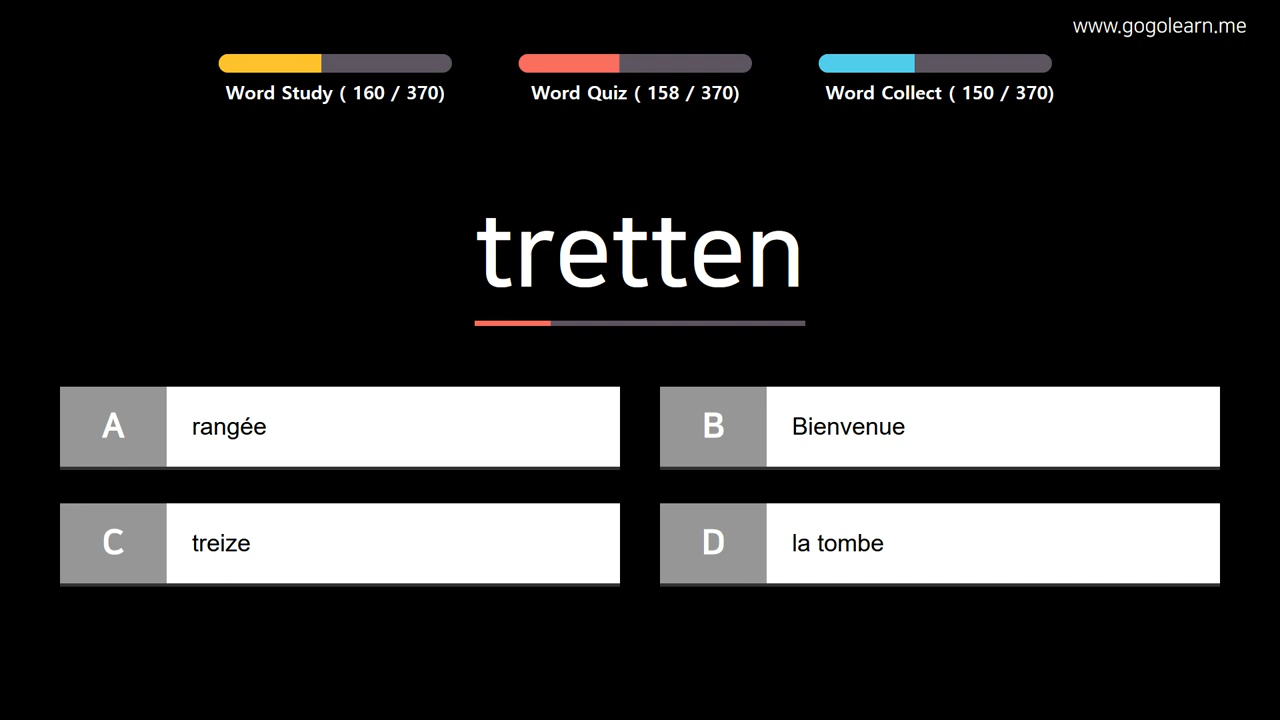 www.gogolearn.me
Word Study ( 160 / 370)
Word Quiz ( 158 / 370)
Word Collect ( 150 / 370)
tretten
A rangée
B Bienvenue
C treize
D la tombe